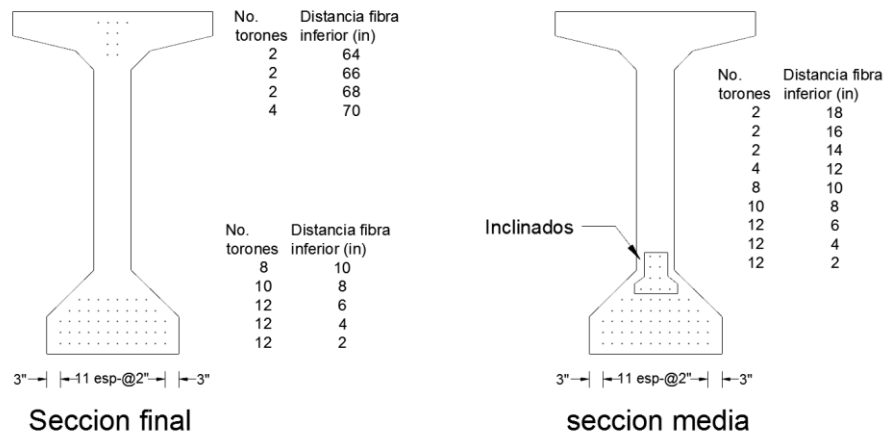 No. Distancia fibra
torones inferior (in)
2 64
2 66
2 68
4 70
No. Distancia fibra
torones inferior (in)
8 10
10 8
12 6
12 4
12 2
3" 11 esp-@2" 3"
Seccion final
No. Distancia fibra
torones inferior (in)
2 18
2 16
2 14
4 12
8 10
10 8
12 6
12 4
12 2
Inclinados
3" 11 esp-@2" 3"
seccion media